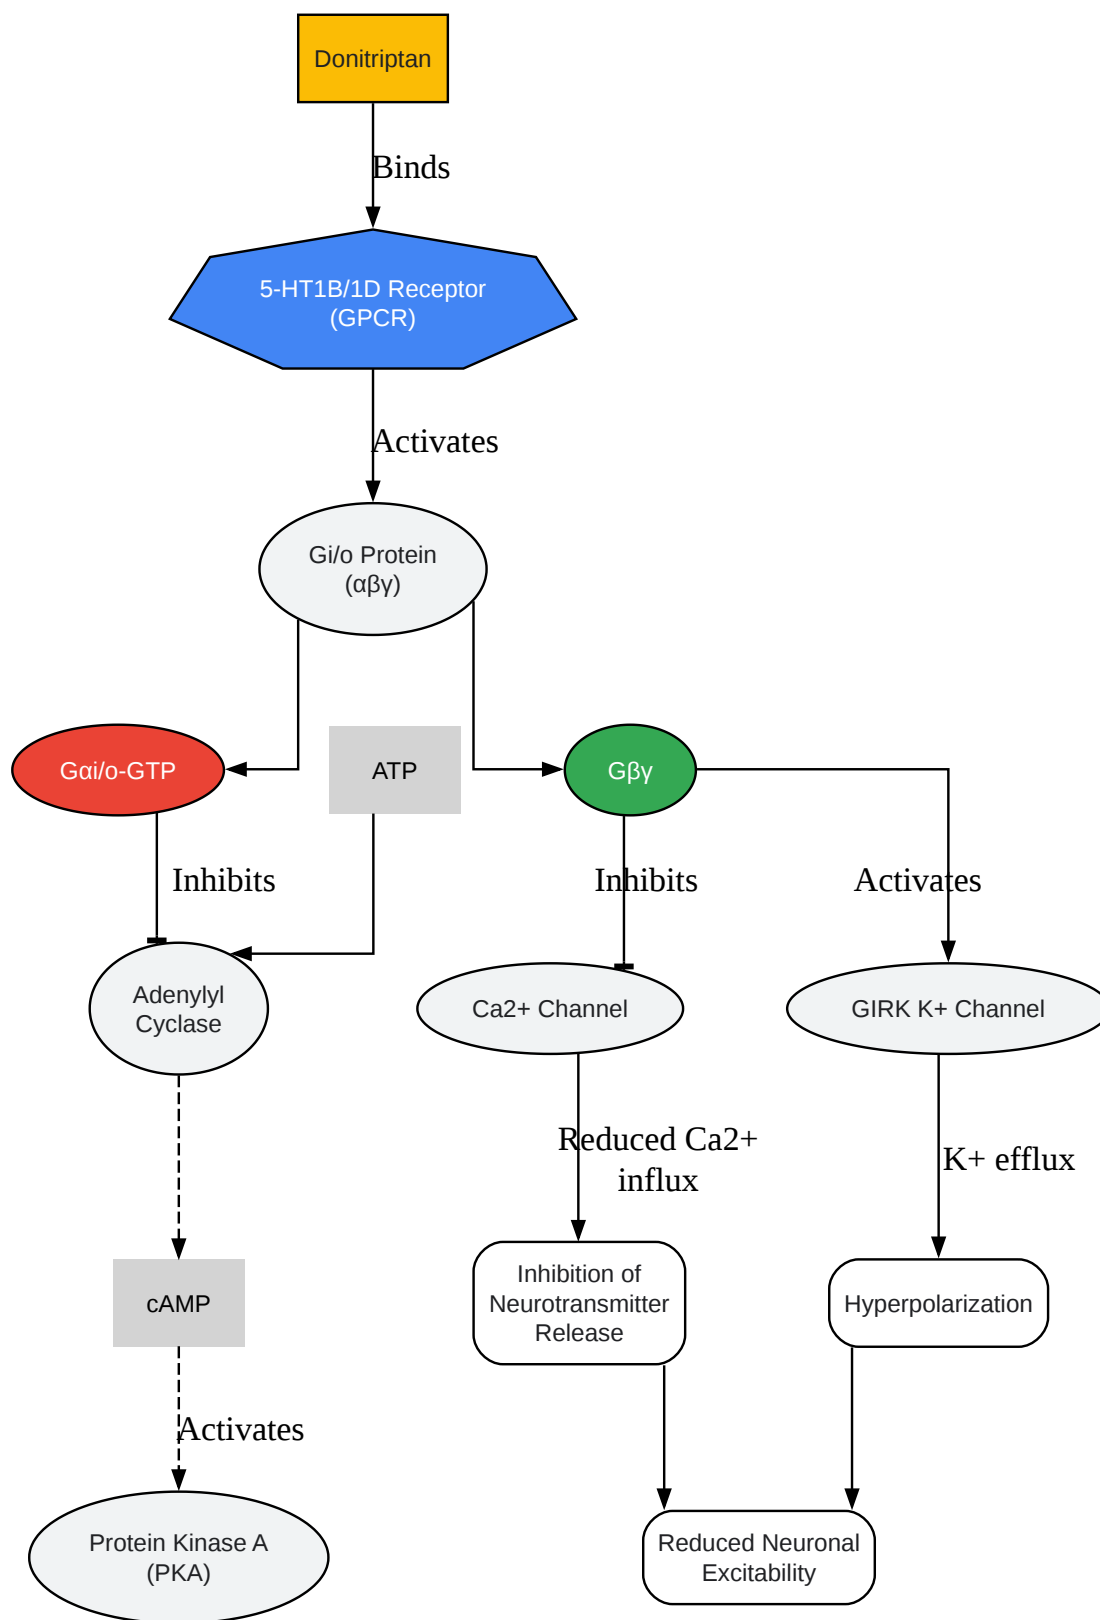 Donitriptan
Binds
5-HT1B/1D Receptor
(GPCR)
Activates
Gi/o Protein
(αβγ)
Gαi/o-GTP
ATP
Gβγ
Inhibits
Inhibits
Activates
Adenylyl
Cyclase
Ca2+ Channel
GIRK K+ Channel
Reduced Ca2+
influx
K+ efflux
cAMP
Inhibition of
Neurotransmitter
Release
Hyperpolarization
Activates
Protein Kinase A
(PKA)
Reduced Neuronal
Excitability